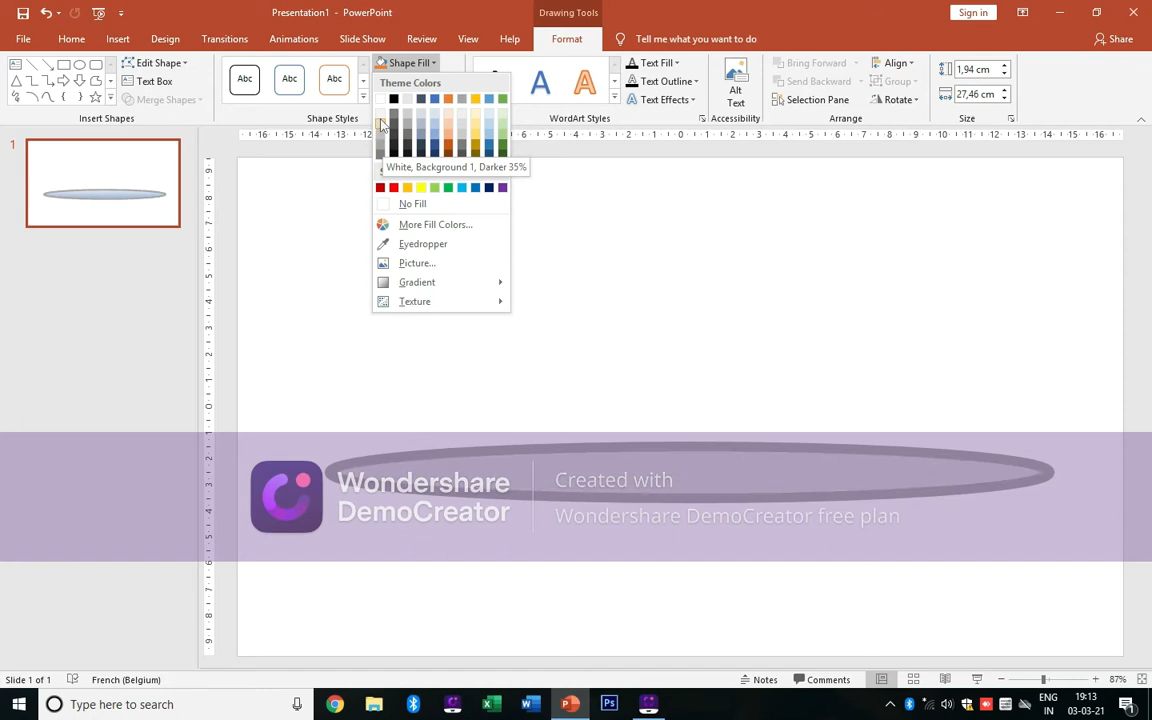 Presentation1 - PowerPoint
Drawing Tools
Sign in
File Home Insert Design Transitions Animations Slide Show Review View Help Format Tell me what you want to do Share
Edit Shape
Text Box
Merge Shapes
Insert Shapes
Abc Abc Abc
Shape Styles
Shape Fill
Theme Colors
White, Background 1, Darker 35%
No Fill
More Fill Colors...
Eyedropper
Picture...
Gradient
Texture
A A
WordArt Styles
Text Fill
Text Outline
Text Effects
Alt
Text
Accessibility
Bring Forward
Send Backward
Selection Pane
Align
Group
Rotate
Arrange
1,94 cm
27,46 cm
Size
1
Wondershare
DemoCreator
Created with
Wondershare DemoCreator free plan
Slide 1 of 1 French (Belgium) Notes Comments 87%
Type here to search
ENG
IN
19:13
03-03-21
1